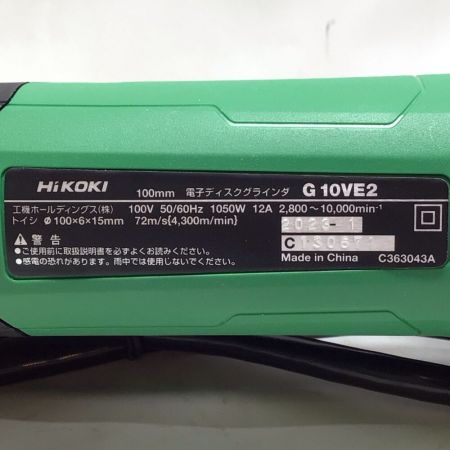 HiKOKI 100mm 電子ディスクグラインダ G 10VE2
工機ホールディングス(株) 100V 50/60Hz 1050W 12A 2,800～10,000min⁻¹
トイシ φ100×6×15mm 72m/s{4,300m/min} 2023-1
⚠警告 C130671
●ご使用前に取扱説明書を必ずよくお読みください。 Made in China C363043A
●感電の恐れがあります。雨中では使用しないでください。